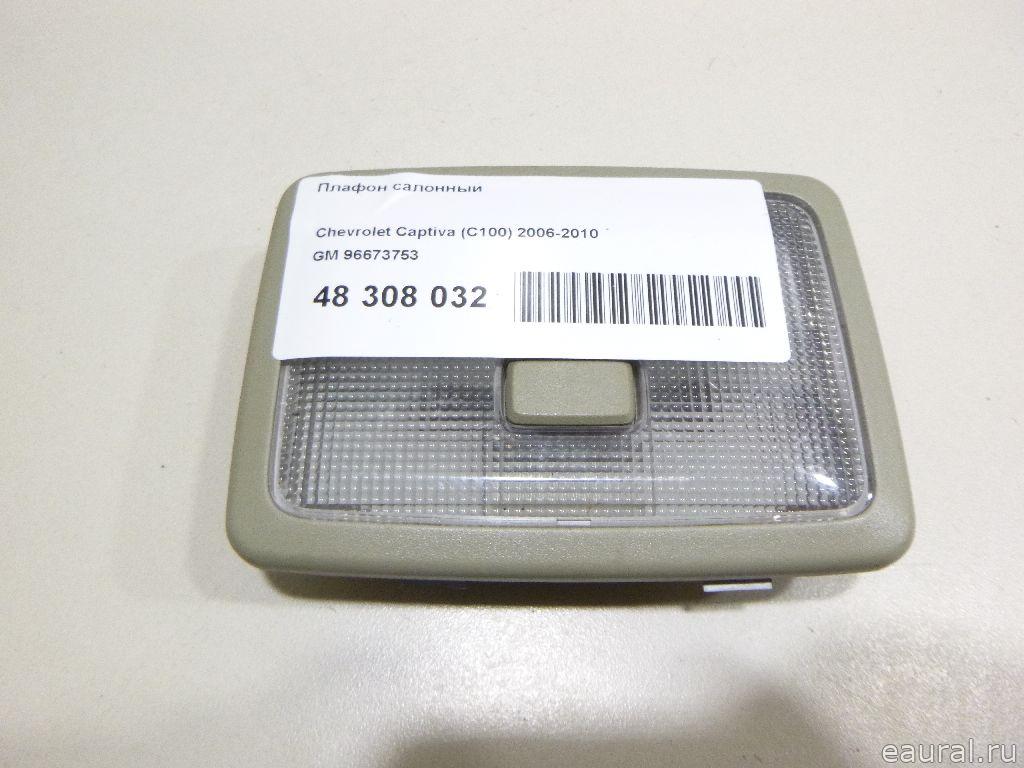 Плафон салонный
Chevrolet Captiva (C100) 2006-2010
GM 96673753
48 308 032
eaural.ru